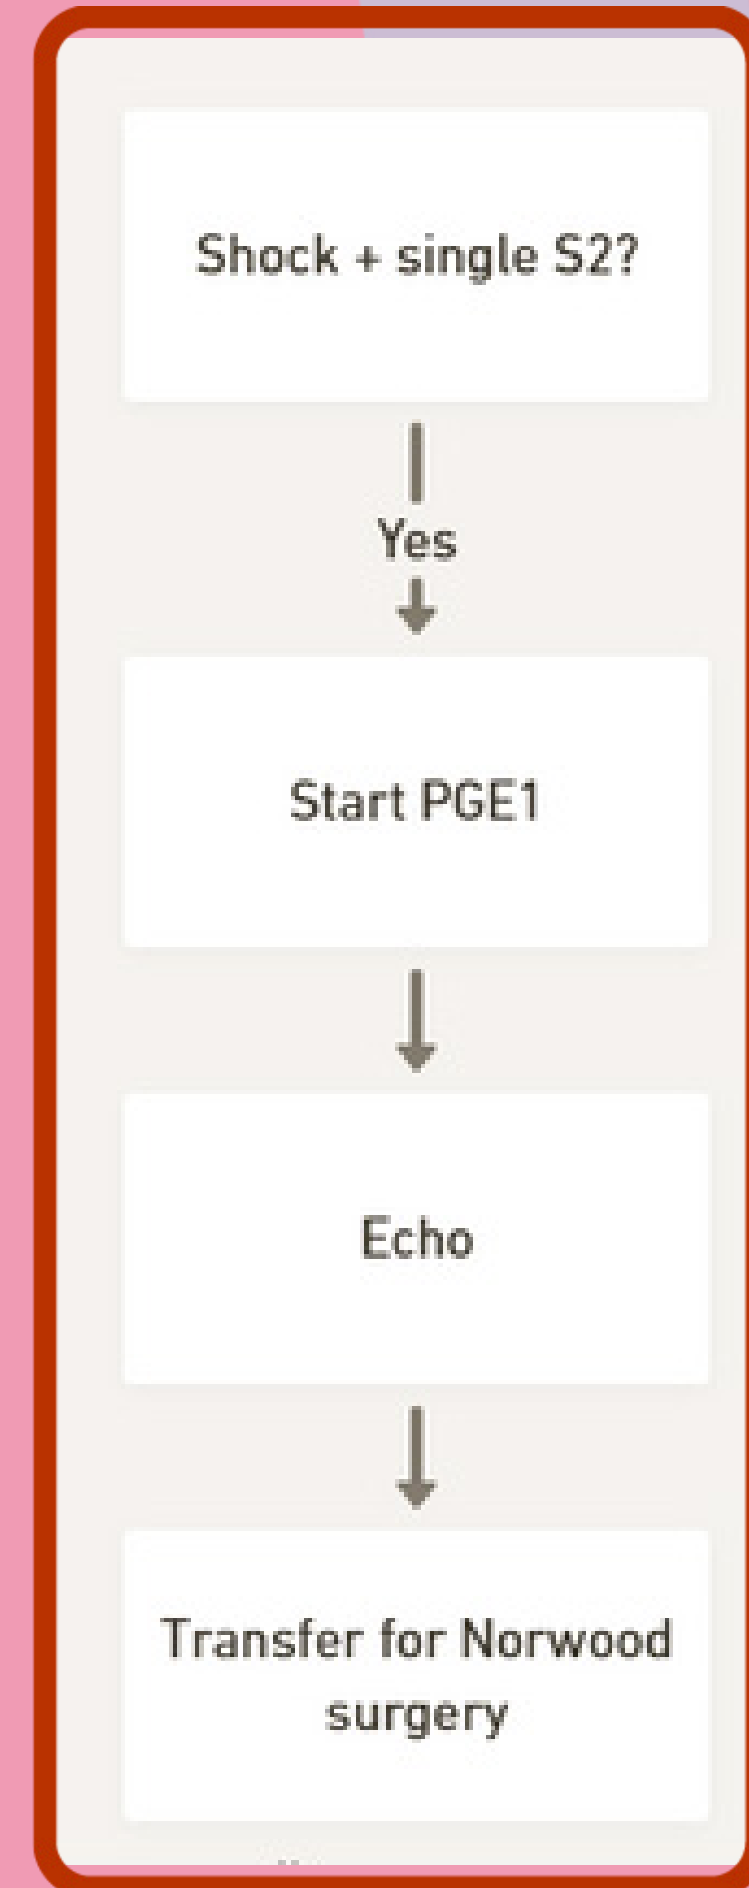 Shock + single S2?
Yes
Start PGE1
Echo
Transfer for Norwood
surgery